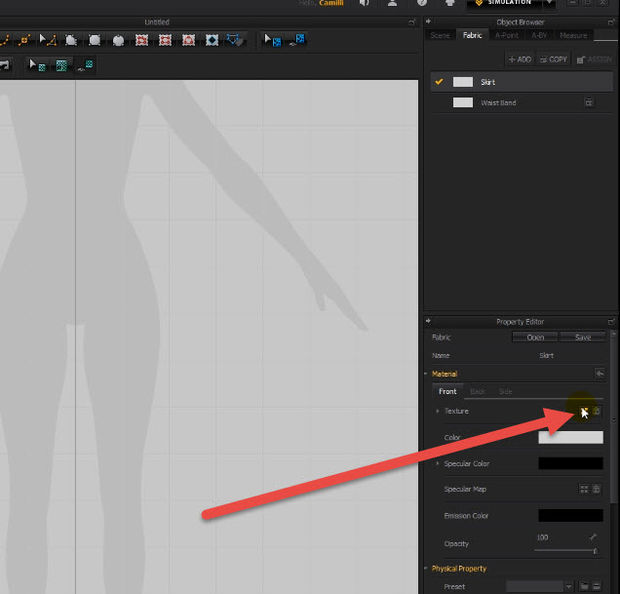 Hello, Camilli
SIMULATION
Untitled
Object Browser
Scene Fabric A-Point A-BV Measure
+ ADD COPY ASSIGN
Skirt
Waist Band
Property Editor
Fabric Open Save
Name Skirt
Material
Front Back Side
Texture
Color
Specular Color
Specular Map
Emission Color
Opacity 100
Physical Property
Preset